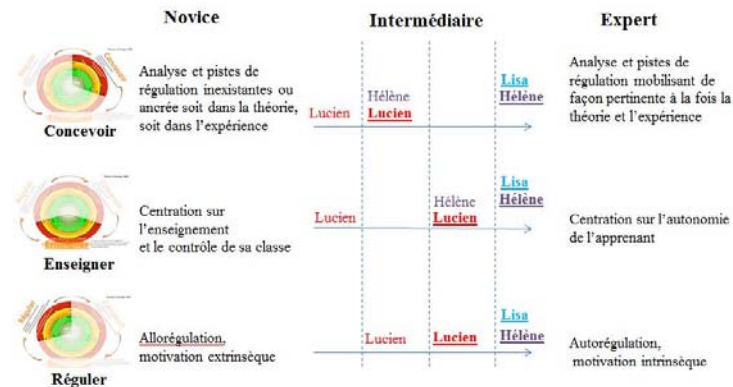 Novice
Intermédiaire
Expert
Concevoir
Concevoir
Analyse et pistes de
régulation inexistantes ou
ancrée soit dans la théorie,
soit dans l'expérience
Lucien
Hélène
Lucien
Lisa
Hélène
Analyse et pistes de
régulation mobilisant de
façon pertinente à la fois la
théorie et l'expérience
Enseigner
Centration sur
l'enseignement
et le contrôle de sa classe
Lucien
Hélène
Lucien
Lisa
Hélène
Centration sur l'autonomie
de l'apprenant
Réguler
Réguler
Allorégulation,
motivation extrinsèque
Lucien
Lucien
Lisa
Hélène
Autorégulation,
motivation intrinsèque